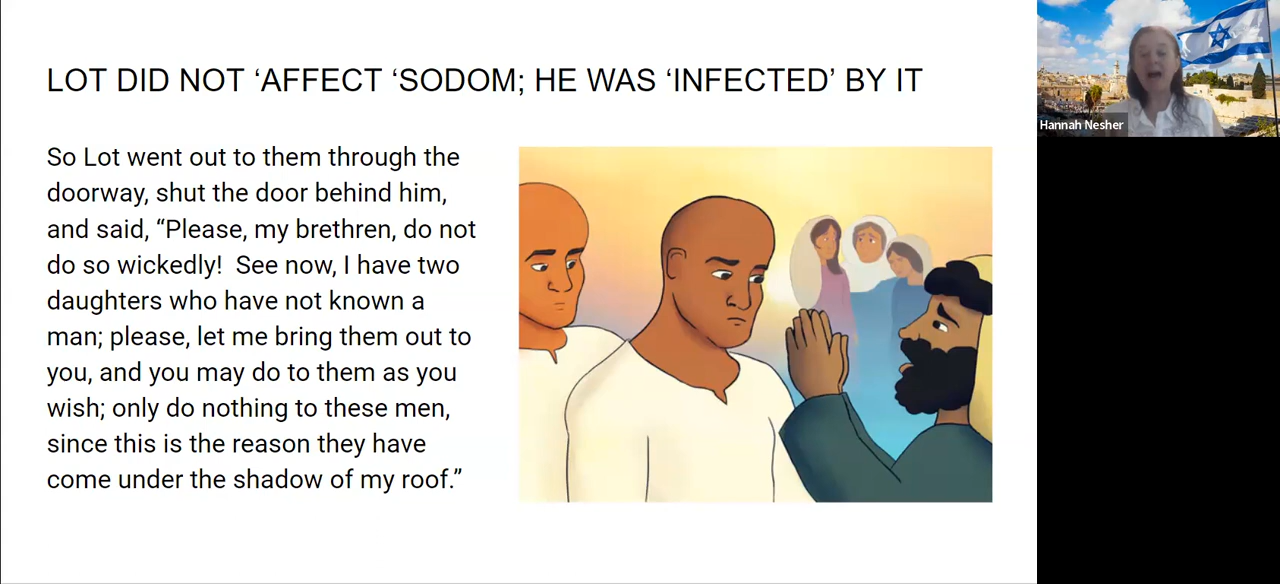 LOT DID NOT ‘AFFECT ‘SODOM; HE WAS ‘INFECTED’ BY IT
So Lot went out to them through the
doorway, shut the door behind him,
and said, “Please, my brethren, do not
do so wickedly!  See now, I have two
daughters who have not known a
man; please, let me bring them out to
you, and you may do to them as you
wish; only do nothing to these men,
since this is the reason they have
come under the shadow of my roof.”
Hannah Nesher